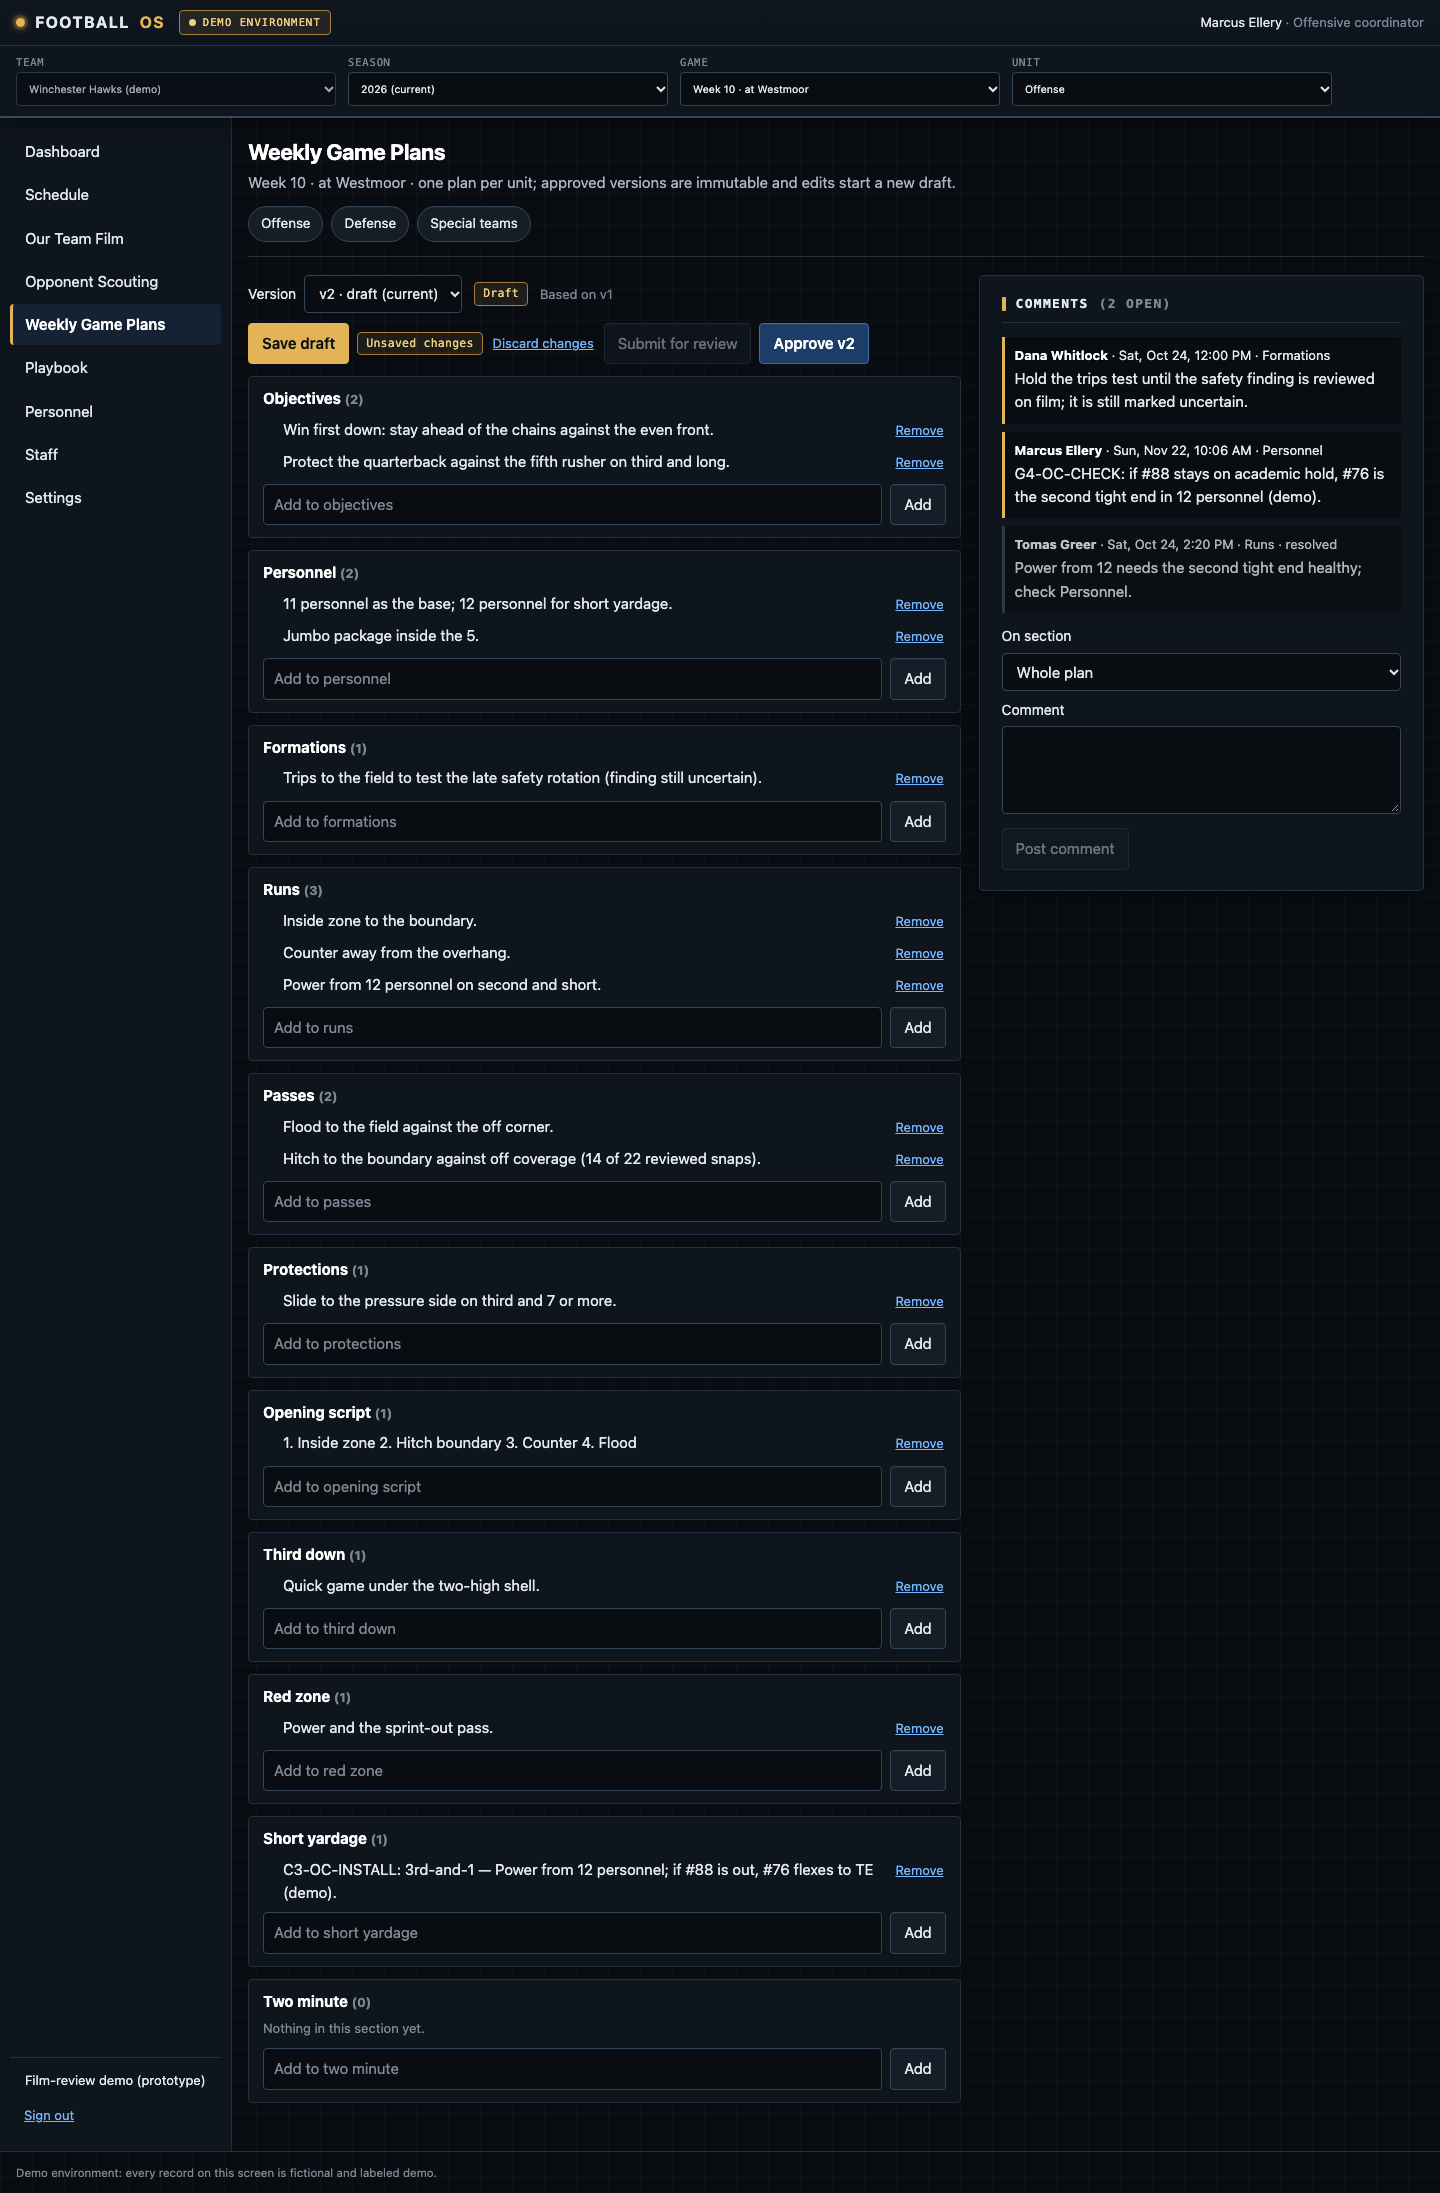 FOOTBALL OS
DEMO ENVIRONMENT
Marcus Ellery · Offensive coordinator
TEAM
Winchester Hawks (demo)
SEASON
2026 (current)
GAME
Week 10 · at Westmoor
UNIT
Offense
Dashboard
Schedule
Our Team Film
Opponent Scouting
Weekly Game Plans
Playbook
Personnel
Staff
Settings
Film-review demo (prototype)
Sign out
Weekly Game Plans
Week 10 · at Westmoor · one plan per unit; approved versions are immutable and edits start a new draft.
Offense
Defense
Special teams
Version
v2 · draft (current)
Draft
Based on v1
Save draft
Unsaved changes
Discard changes
Submit for review
Approve v2
Objectives (2)
Win first down: stay ahead of the chains against the even front.
Remove
Protect the quarterback against the fifth rusher on third and long.
Remove
Add to objectives
Add
Personnel (2)
11 personnel as the base; 12 personnel for short yardage.
Remove
Jumbo package inside the 5.
Remove
Add to personnel
Add
Formations (1)
Trips to the field to test the late safety rotation (finding still uncertain).
Remove
Add to formations
Add
Runs (3)
Inside zone to the boundary.
Remove
Counter away from the overhang.
Remove
Power from 12 personnel on second and short.
Remove
Add to runs
Add
Passes (2)
Flood to the field against the off corner.
Remove
Hitch to the boundary against off coverage (14 of 22 reviewed snaps).
Remove
Add to passes
Add
Protections (1)
Slide to the pressure side on third and 7 or more.
Remove
Add to protections
Add
Opening script (1)
1. Inside zone 2. Hitch boundary 3. Counter 4. Flood
Remove
Add to opening script
Add
Third down (1)
Quick game under the two-high shell.
Remove
Add to third down
Add
Red zone (1)
Power and the sprint-out pass.
Remove
Add to red zone
Add
Short yardage (1)
C3-OC-INSTALL: 3rd-and-1 — Power from 12 personnel; if #88 is out, #76 flexes to TE
(demo).
Remove
Add to short yardage
Add
Two minute (0)
Nothing in this section yet.
Add to two minute
Add
COMMENTS (2 OPEN)
Dana Whitlock · Sat, Oct 24, 12:00 PM · Formations
Hold the trips test until the safety finding is reviewed
on film; it is still marked uncertain.
Marcus Ellery · Sun, Nov 22, 10:06 AM · Personnel
G4-OC-CHECK: if #88 stays on academic hold, #76 is
the second tight end in 12 personnel (demo).
Tomas Greer · Sat, Oct 24, 2:20 PM · Runs · resolved
Power from 12 needs the second tight end healthy;
check Personnel.
On section
Whole plan
Comment
Post comment
Demo environment: every record on this screen is fictional and labeled demo.